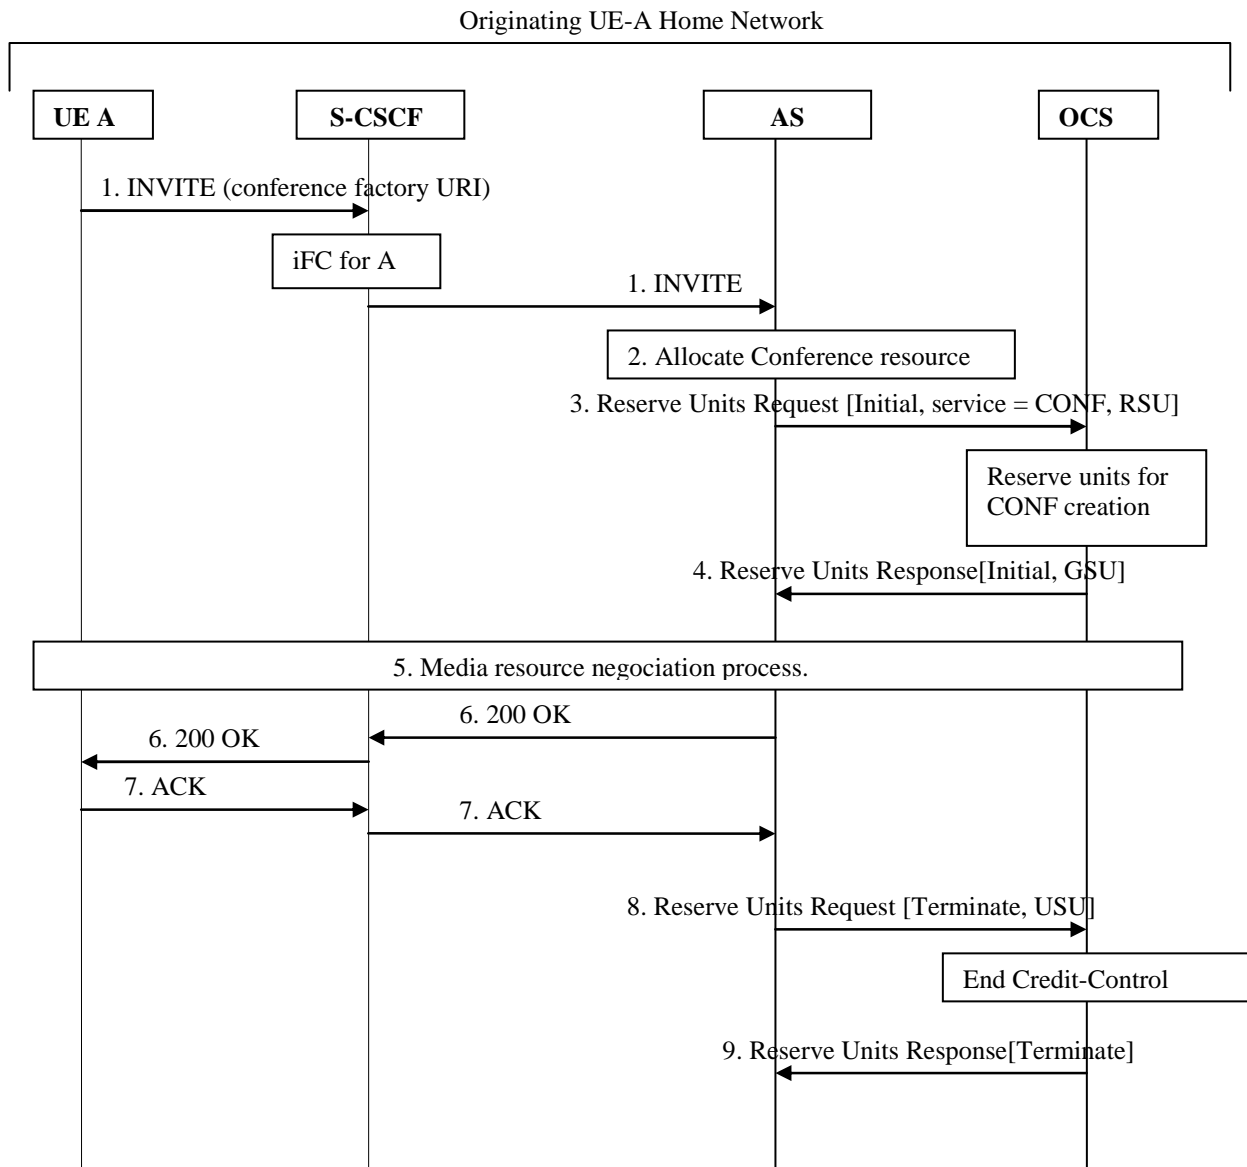 Originating UE-A Home Network
UE A
S-CSCF
AS
OCS
1. INVITE (conference factory URI)
iFC for A
1. INVITE
2. Allocate Conference resource
3. Reserve Units Request [Initial, service = CONF, RSU]
Reserve units for
CONF creation
4. Reserve Units Response[Initial, GSU]
5. Media resource negociation process.
6. 200 OK
6. 200 OK
7. ACK
7. ACK
8. Reserve Units Request [Terminate, USU]
End Credit-Control
9. Reserve Units Response[Terminate]